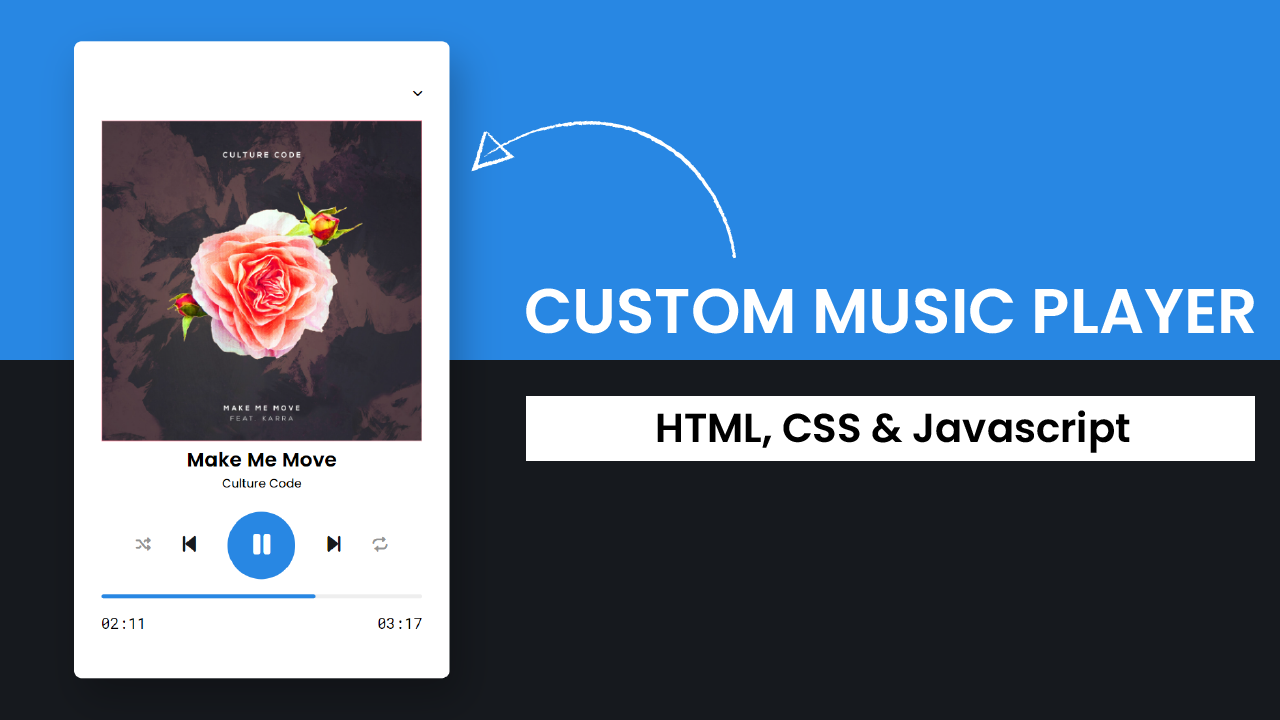 CULTURE CODE
MAKE ME MOVE
FEAT. KARRA
Make Me Move
Culture Code
02:11
03:17
CUSTOM MUSIC PLAYER
HTML, CSS & Javascript